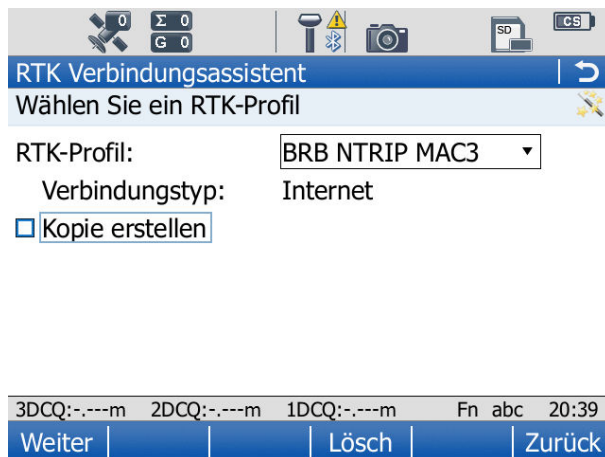 0 Σ 0
G 0
SD
CS
RTK Verbindungsassistent
Wählen Sie ein RTK-Profil
RTK-Profil: BRB NTRIP MAC3
Verbindungstyp: Internet
Kopie erstellen
3DCQ:-.---m 2DCQ:-.---m 1DCQ:-.---m Fn abc 20:39
Weiter Lösch Zurück